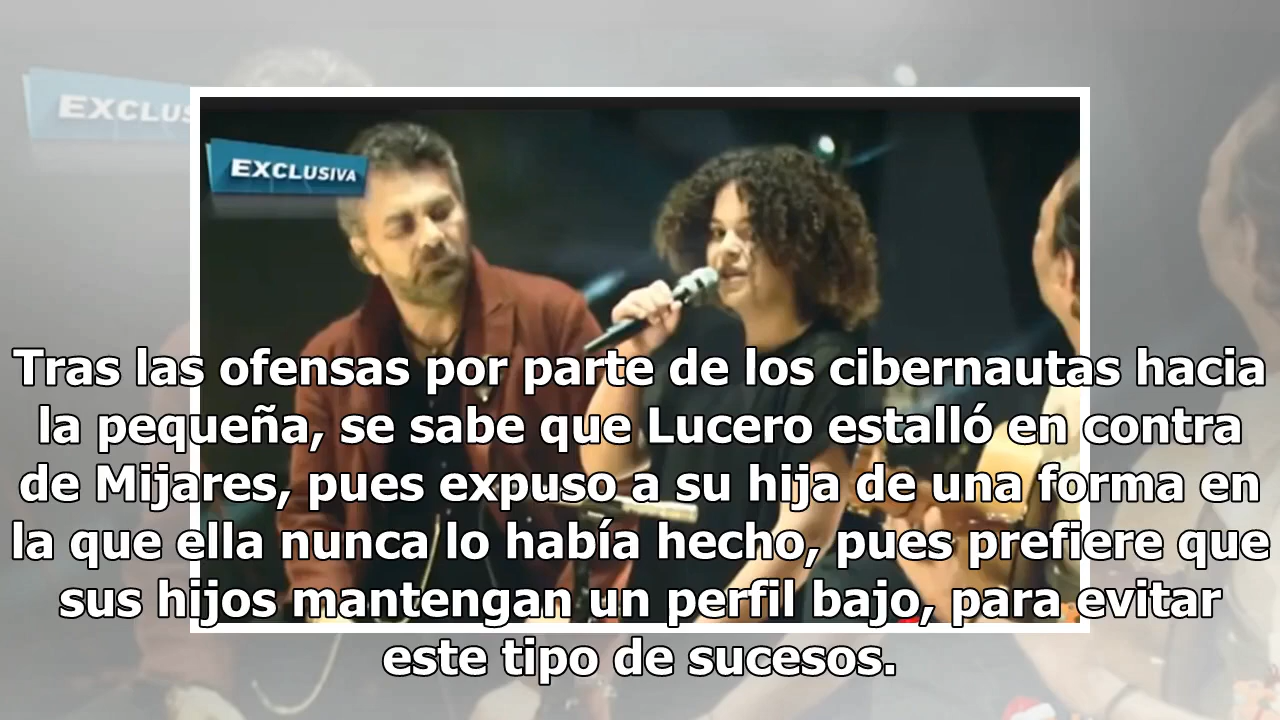 EXCLUS
EXCLUSIVA
Tras las ofensas por parte de los cibernautas hacia
la pequeña, se sabe que Lucero estalló en contra
de Mijares, pues expuso a su hija de una forma en
la que ella nunca lo había hecho, pues prefiere que
sus hijos mantengan un perfil bajo, para evitar
este tipo de sucesos.